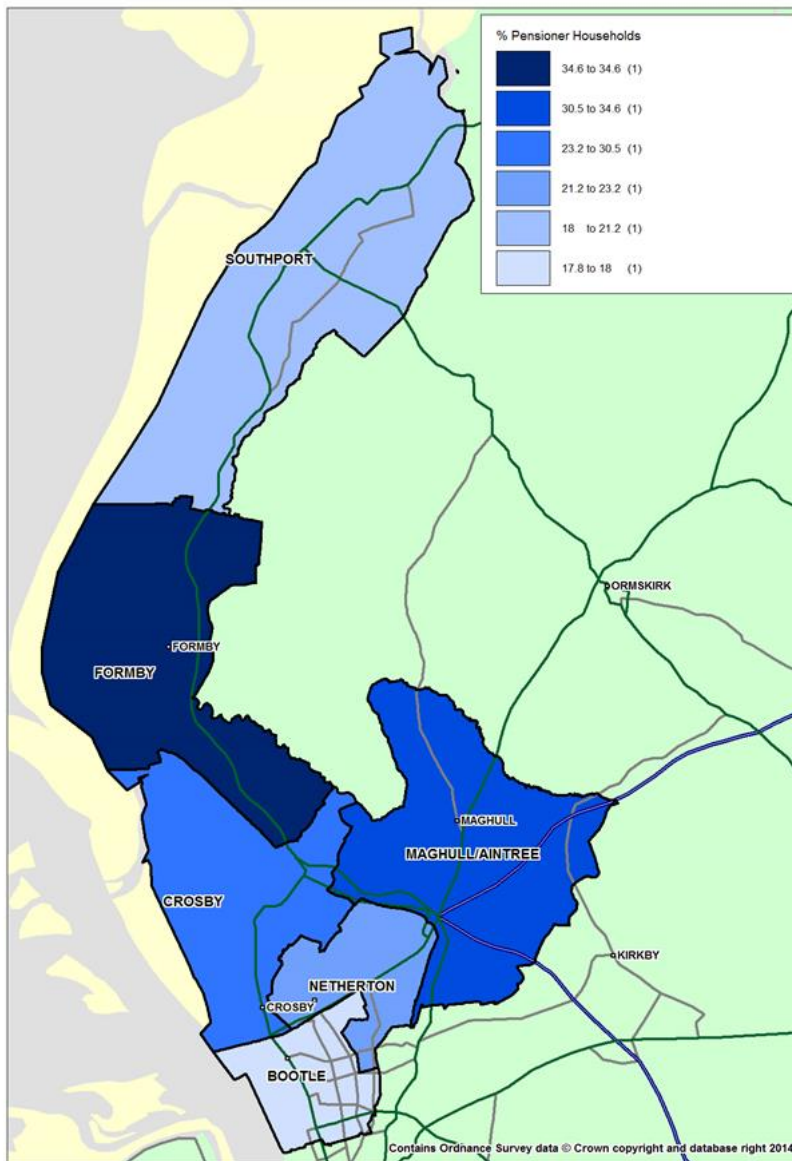 % Pensioner Households
34.6 to 34.6 (1)
30.5 to 34.6 (1)
23.2 to 30.5 (1)
21.2 to 23.2 (1)
18 to 21.2 (1)
17.8 to 18 (1)
SOUTHPORT
ORMSKIRK
FORMBY
FORMBY
MAGHULL
MAGHULL/AINTREE
CROSBY
KIRKBY
NETHERTON
CROSBY
BOOTLE
Contains Ordnance Survey data © Crown copyright and database right 2014